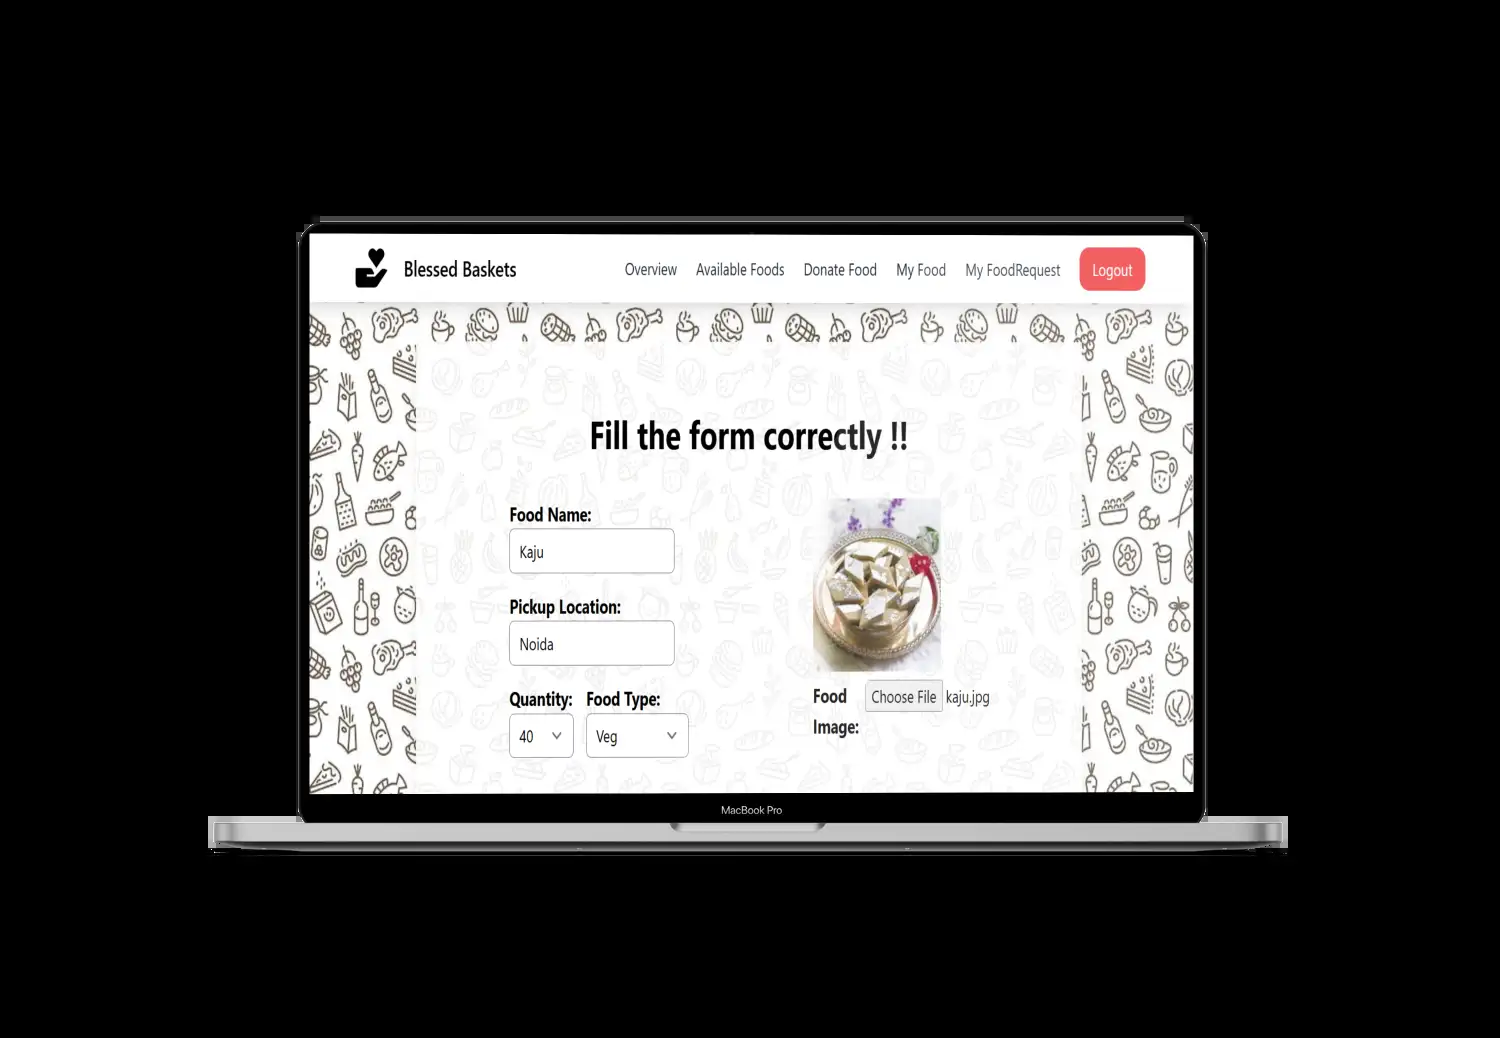 Blessed Baskets
Overview Available Foods Donate Food My Food My FoodRequest Logout
Fill the form correctly !!
Food Name:
Kaju
Pickup Location:
Noida
Quantity: Food Type:
40 Veg
Food Image: Choose File kaju.jpg
MacBook Pro